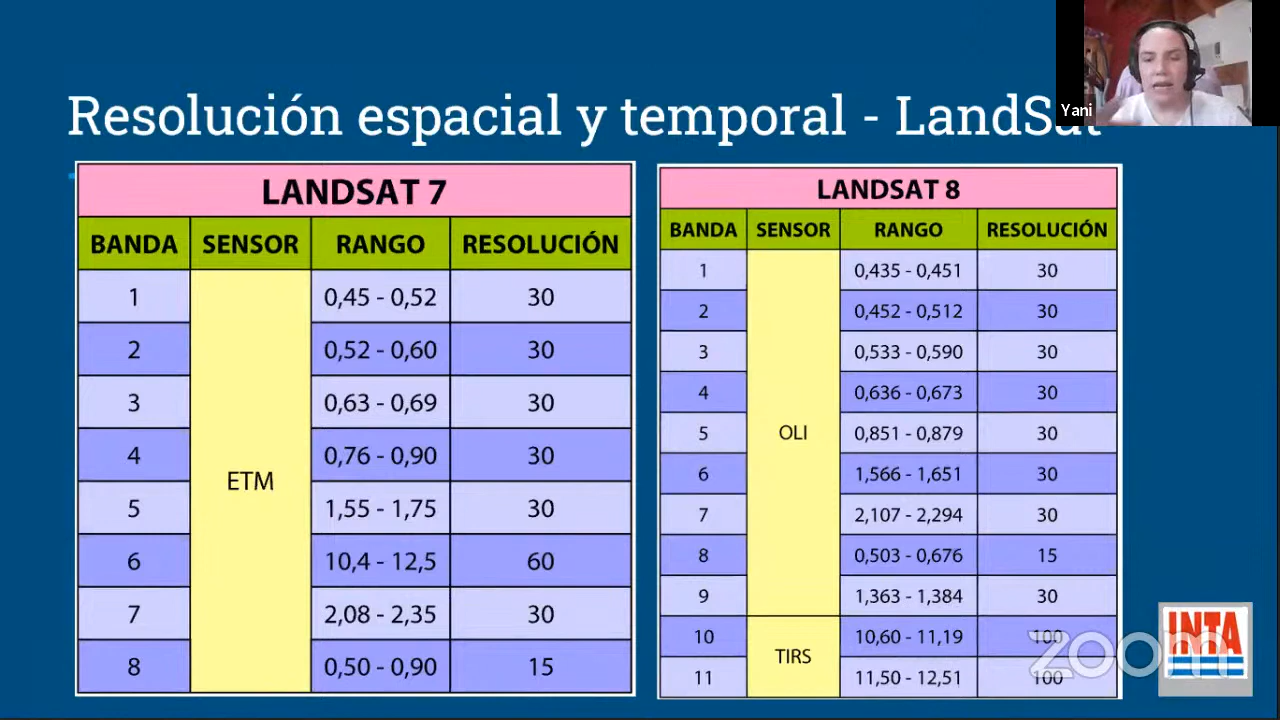 Yani
Resolución espacial y temporal - LandSat
LANDSAT 7
BANDA SENSOR RANGO RESOLUCIÓN
1 0,45 - 0,52 30
2 0,52 - 0,60 30
3 0,63 - 0,69 30
4 0,76 - 0,90 30
ETM
5 1,55 - 1,75 30
6 10,4 - 12,5 60
7 2,08 - 2,35 30
8 0,50 - 0,90 15
LANDSAT 8
BANDA SENSOR RANGO RESOLUCIÓN
1 0,435 - 0,451 30
2 0,452 - 0,512 30
3 0,533 - 0,590 30
4 0,636 - 0,673 30
5 OLI 0,851 - 0,879 30
6 1,566 - 1,651 30
7 2,107 - 2,294 30
8 0,503 - 0,676 15
9 1,363 - 1,384 30
10 10,60 - 11,19 100
TIRS
11 11,50 - 12,51 100
INTA
zoom